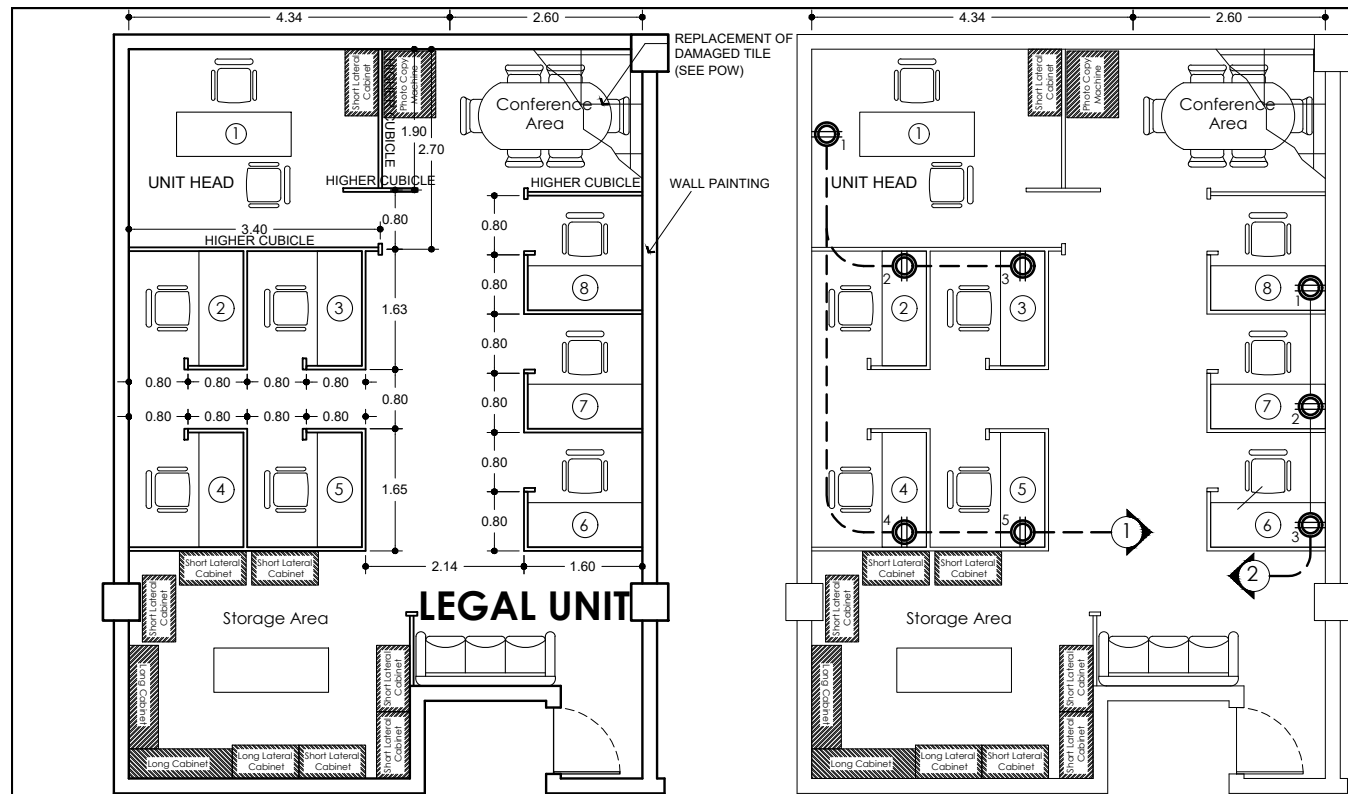 4.34
2.60
REPLACEMENT OF
DAMAGED TILE
(SEE POW)
Short Lateral
Cabinet
HIGHER CUBICLE
Photo Copy
Machine
Conference
Area
1
1.90
2.70
UNIT HEAD
HIGHER CUBICLE
HIGHER CUBICLE
WALL PAINTING
0.80
0.80
3.40
HIGHER CUBICLE
2
3
1.63
0.80
8
0.80
0.80
0.80
0.80
0.80
0.80
7
0.80
0.80
0.80
0.80
0.80
4
5
1.65
0.80
0.80
6
Short Lateral
Cabinet
Short Lateral
Cabinet
2.14
1.60
Short Lateral
Cabinet
Storage Area
LEGAL UNIT
Long Cabinet
Short Lateral
Cabinet
Short Lateral
Cabinet
Long Cabinet
Long Lateral
Cabinet
Short Lateral
Cabinet
4.34
2.60
Short Lateral
Cabinet
Photo Copy
Machine
Conference
Area
1
1
UNIT HEAD
2
3
2
3
8
1
7
2
4
4
5
5
6
3
1
2
Short Lateral
Cabinet
Short Lateral
Cabinet
Short Lateral
Cabinet
Storage Area
Long Cabinet
Short Lateral
Cabinet
Short Lateral
Cabinet
Long Cabinet
Long Lateral
Cabinet
Short Lateral
Cabinet